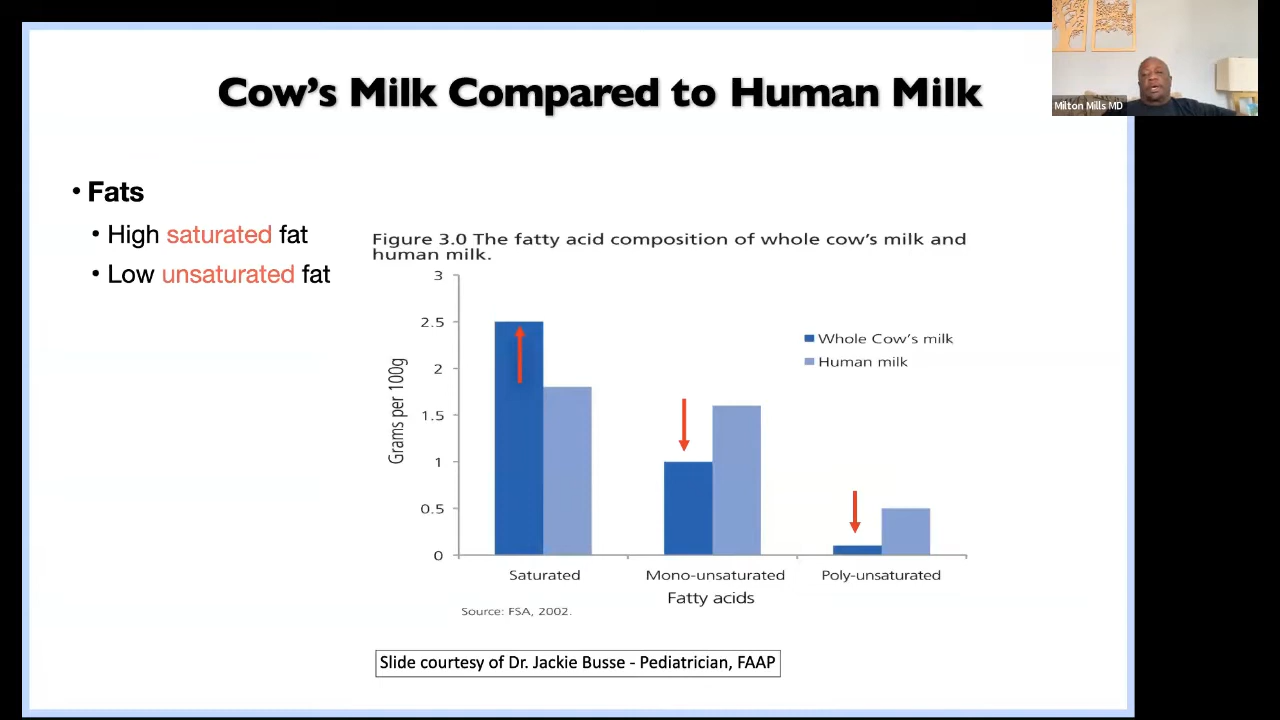 Cow's Milk Compared to Human Milk
Milton Mills MD
• Fats
• High saturated fat
• Low unsaturated fat
Figure 3.0 The fatty acid composition of whole cow's milk and
human milk.
3
2.5
2
1.5
1
0.5
0
Grams per 100g
Whole Cow's milk
Human milk
Saturated
Mono-unsaturated
Poly-unsaturated
Fatty acids
Source: FSA, 2002.
Slide courtesy of Dr. Jackie Busse - Pediatrician, FAAP